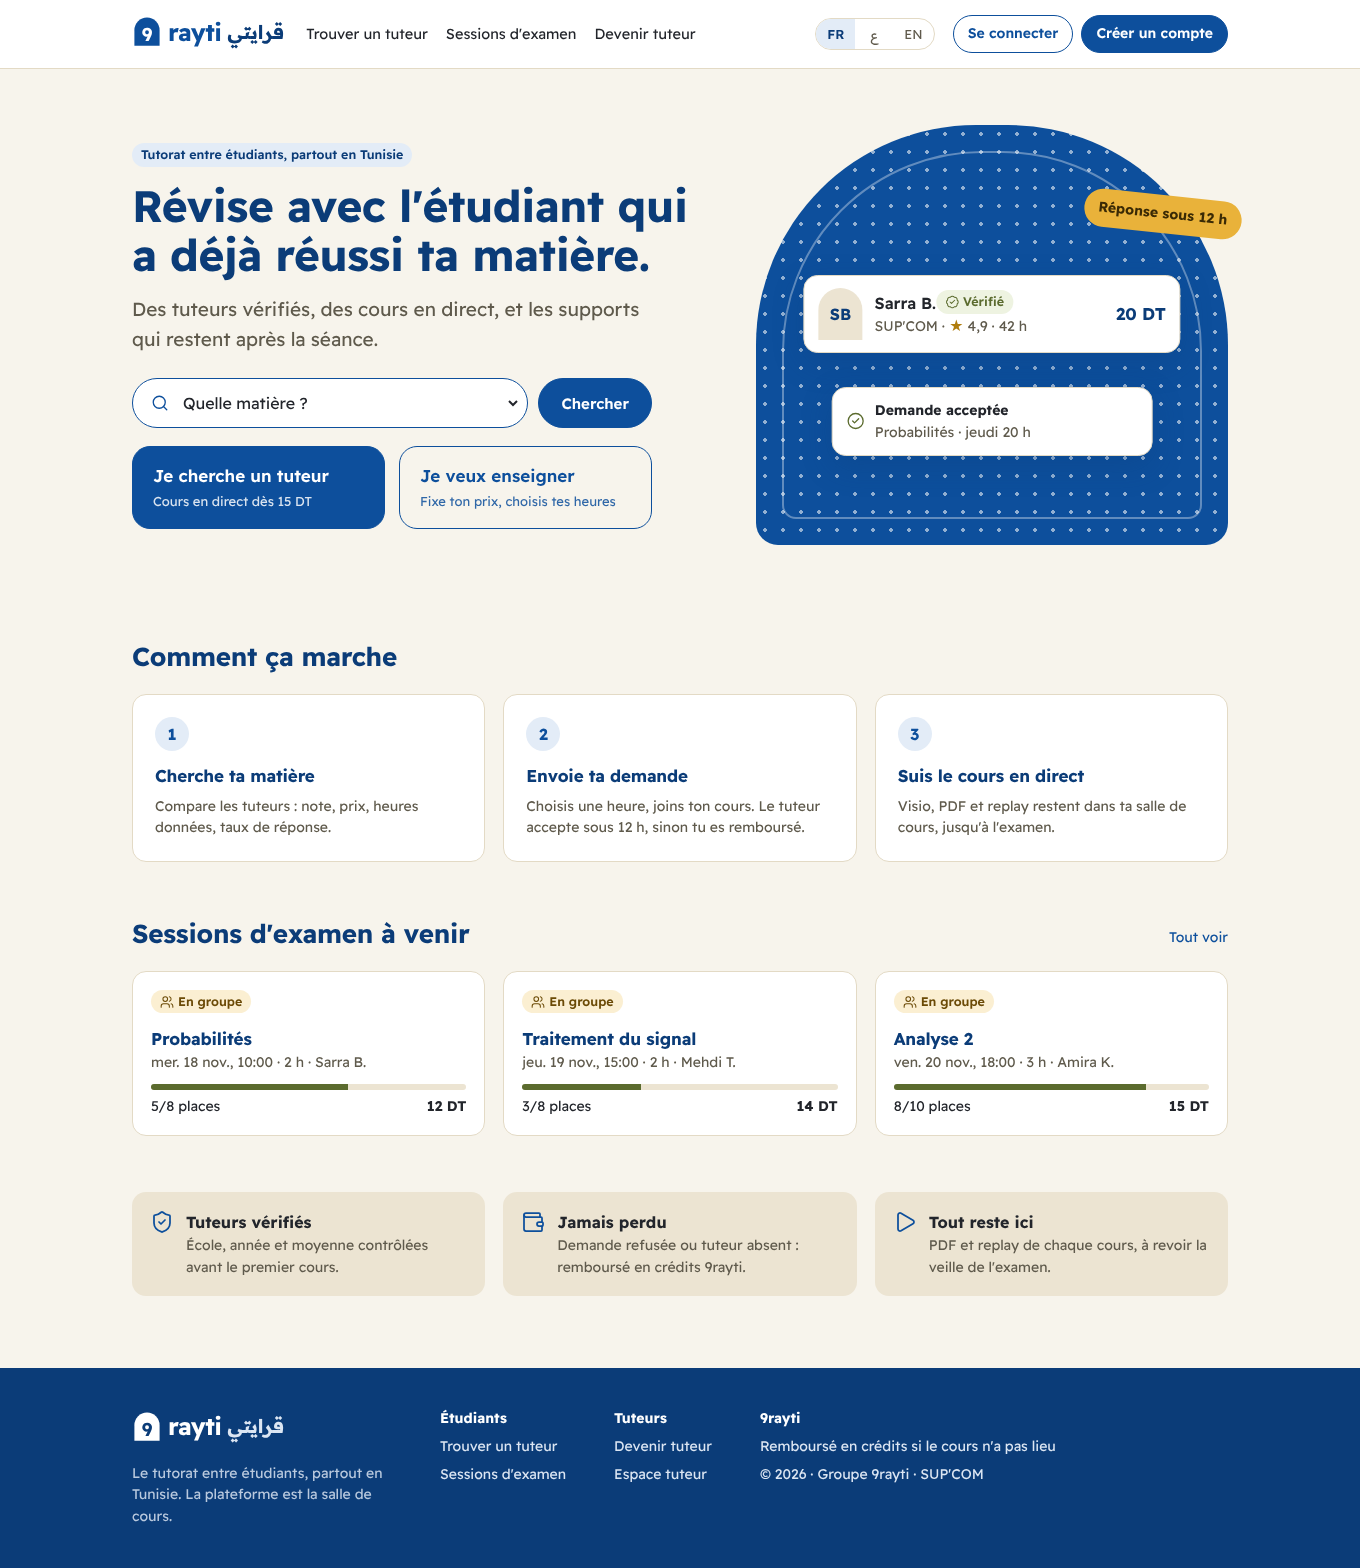 9 rayti قرايتي
Trouver un tuteur
Sessions d'examen
Devenir tuteur
FR
ع
EN
Se connecter
Créer un compte
Tutorat entre étudiants, partout en Tunisie
Révise avec l'étudiant qui
a déjà réussi ta matière.
Des tuteurs vérifiés, des cours en direct, et les supports
qui restent après la séance.
Quelle matière ?
Chercher
Je cherche un tuteur
Cours en direct dès 15 DT
Je veux enseigner
Fixe ton prix, choisis tes heures
Réponse sous 12 h
SB
Sarra B.
Vérifié
SUP'COM · ★ 4,9 · 42 h
20 DT
Demande acceptée
Probabilités · jeudi 20 h
Comment ça marche
1
Cherche ta matière
Compare les tuteurs : note, prix, heures
données, taux de réponse.
2
Envoie ta demande
Choisis une heure, joins ton cours. Le tuteur
accepte sous 12 h, sinon tu es remboursé.
3
Suis le cours en direct
Visio, PDF et replay restent dans ta salle de
cours, jusqu'à l'examen.
Sessions d'examen à venir
Tout voir
En groupe
Probabilités
mer. 18 nov., 10:00 · 2 h · Sarra B.
5/8 places
12 DT
En groupe
Traitement du signal
jeu. 19 nov., 15:00 · 2 h · Mehdi T.
3/8 places
14 DT
En groupe
Analyse 2
ven. 20 nov., 18:00 · 3 h · Amira K.
8/10 places
15 DT
Tuteurs vérifiés
École, année et moyenne contrôlées
avant le premier cours.
Jamais perdu
Demande refusée ou tuteur absent :
remboursé en crédits 9rayti.
Tout reste ici
PDF et replay de chaque cours, à revoir la
veille de l'examen.
9 rayti قرايتي
Le tutorat entre étudiants, partout en
Tunisie. La plateforme est la salle de
cours.
Étudiants
Trouver un tuteur
Sessions d'examen
Tuteurs
Devenir tuteur
Espace tuteur
9rayti
Remboursé en crédits si le cours n'a pas lieu
© 2026 · Groupe 9rayti · SUP'COM